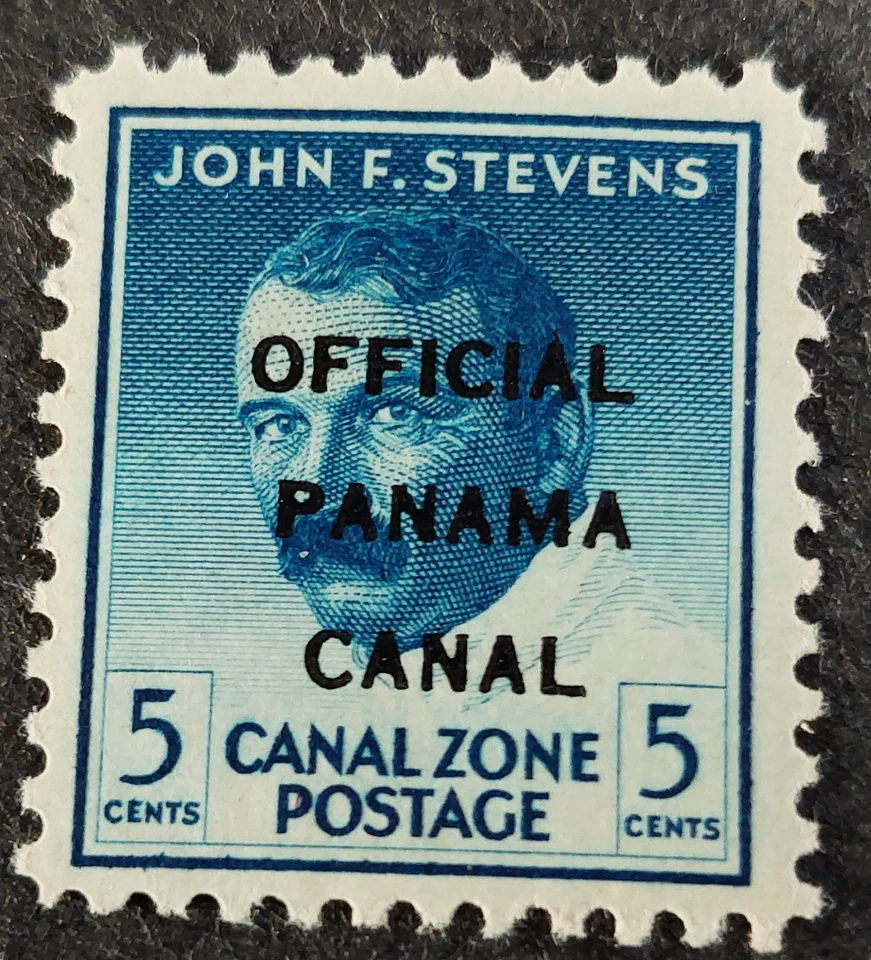 JOHN F. STEVENS
OFFICIAL
PANAMA
CANAL
5 CANAL ZONE 5
CENTS POSTAGE CENTS